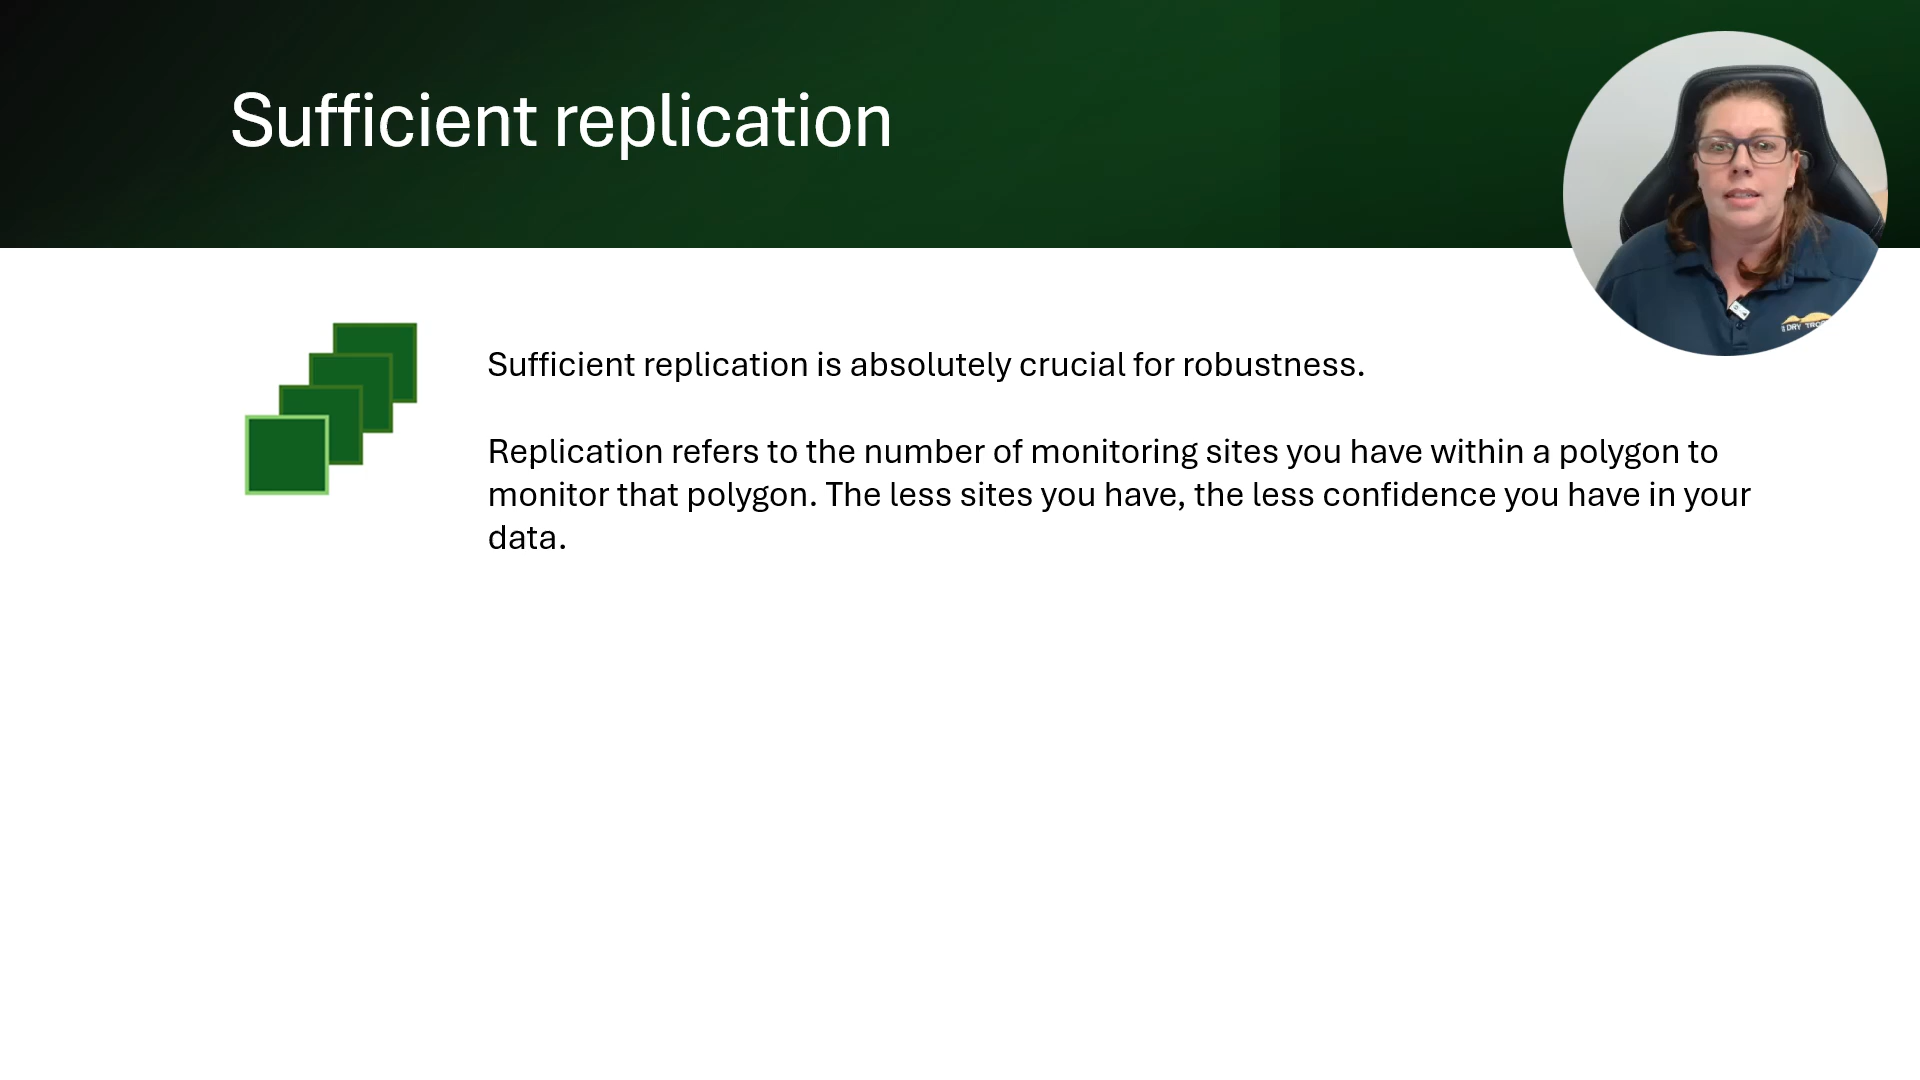 Sufficient replication
Sufficient replication is absolutely crucial for robustness.
Replication refers to the number of monitoring sites you have within a polygon to
monitor that polygon. The less sites you have, the less confidence you have in your
data.
DRY